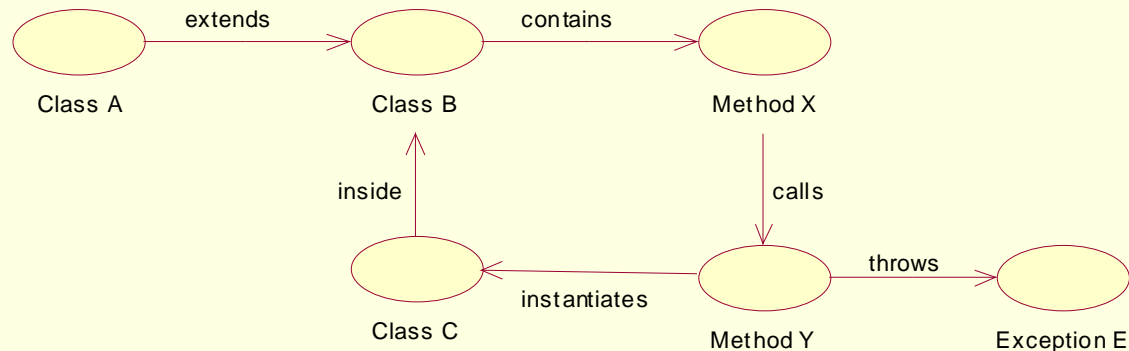 extends
contains
Class A
Class B
Method X
inside
calls
throws
instantiates
Class C
Method Y
Exception E